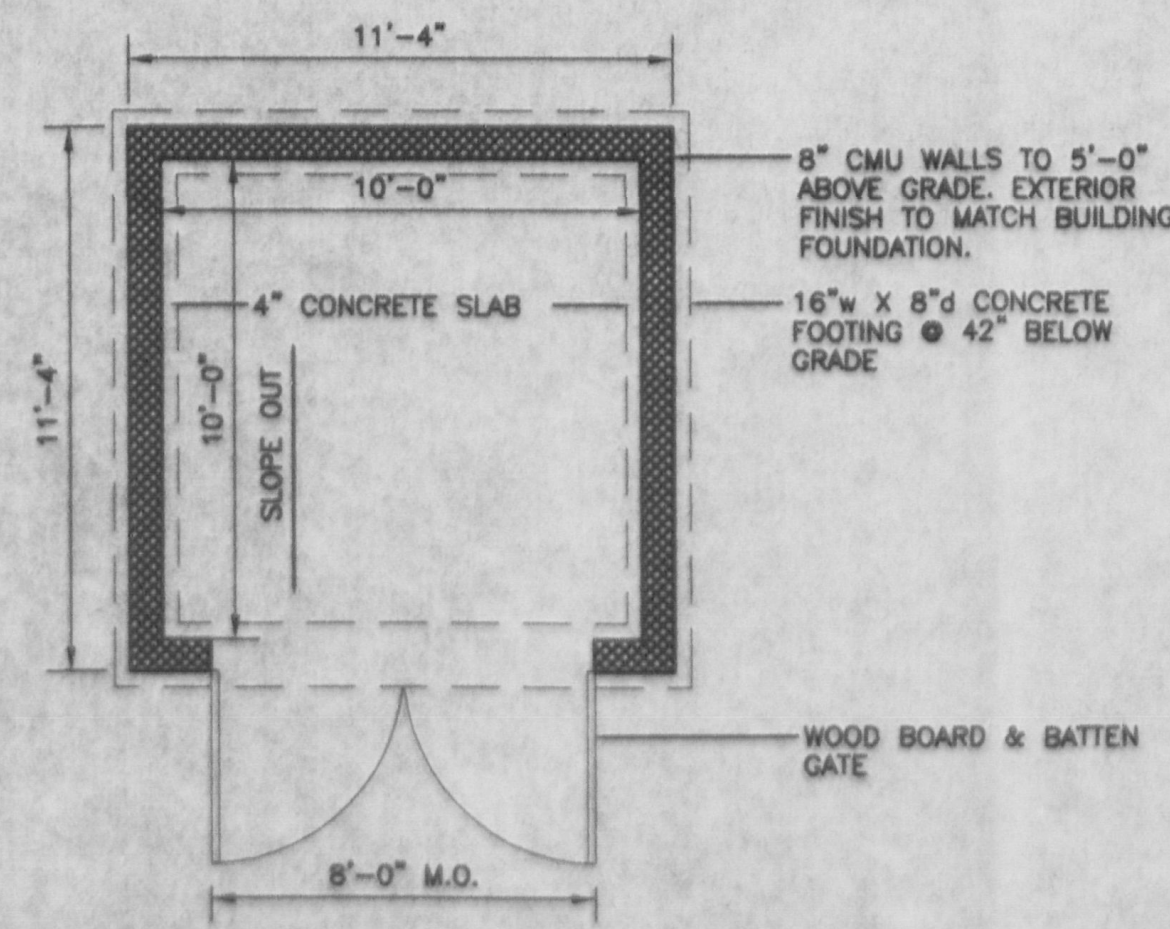 11'-4"
8" CMU WALLS TO 5'-0"
ABOVE GRADE. EXTERIOR
FINISH TO MATCH BUILDING
FOUNDATION.
10'-0"
16"w X 8"d CONCRETE
FOOTING @ 42" BELOW
GRADE
4" CONCRETE SLAB
11'-4"
10'-0"
SLOPE OUT
WOOD BOARD & BATTEN
GATE
8'-0" M.O.